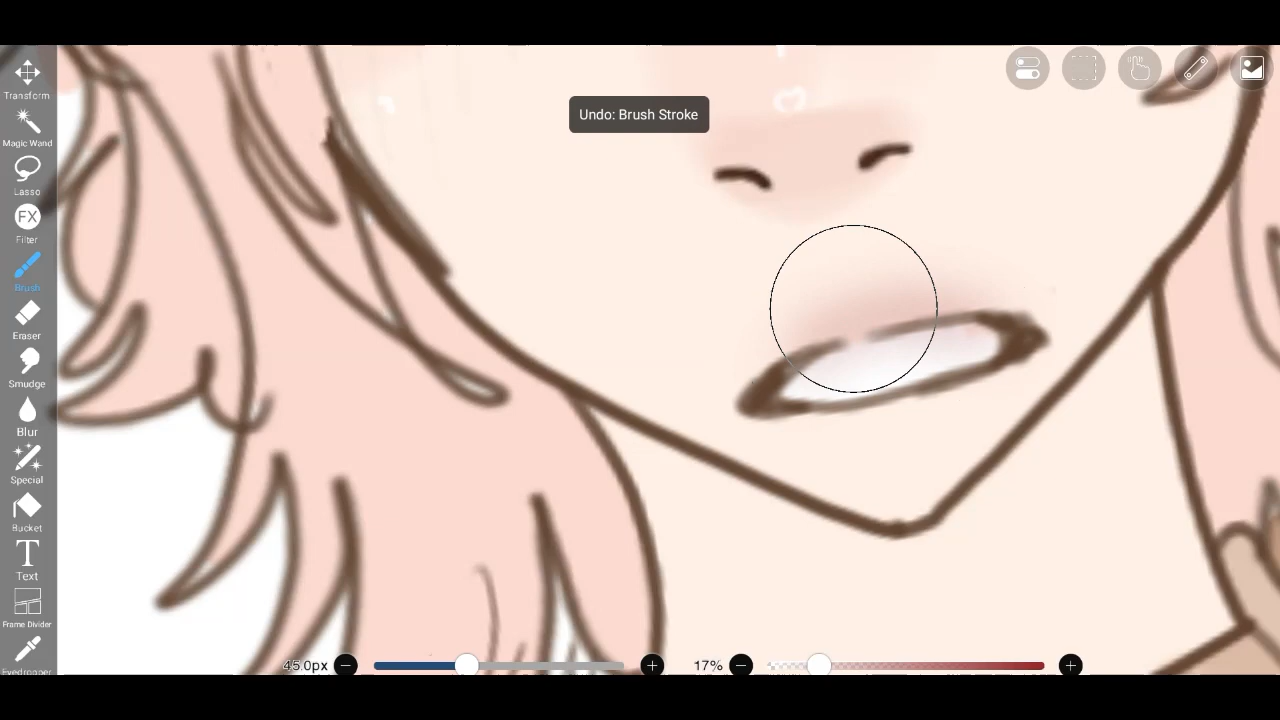 Transform
Magic Wand
Lasso
FX
Filter
Brush
Eraser
Smudge
Blur
Special
Bucket
T
Text
Frame Divider
Eyedropper
Undo: Brush Stroke
45.0px
17%